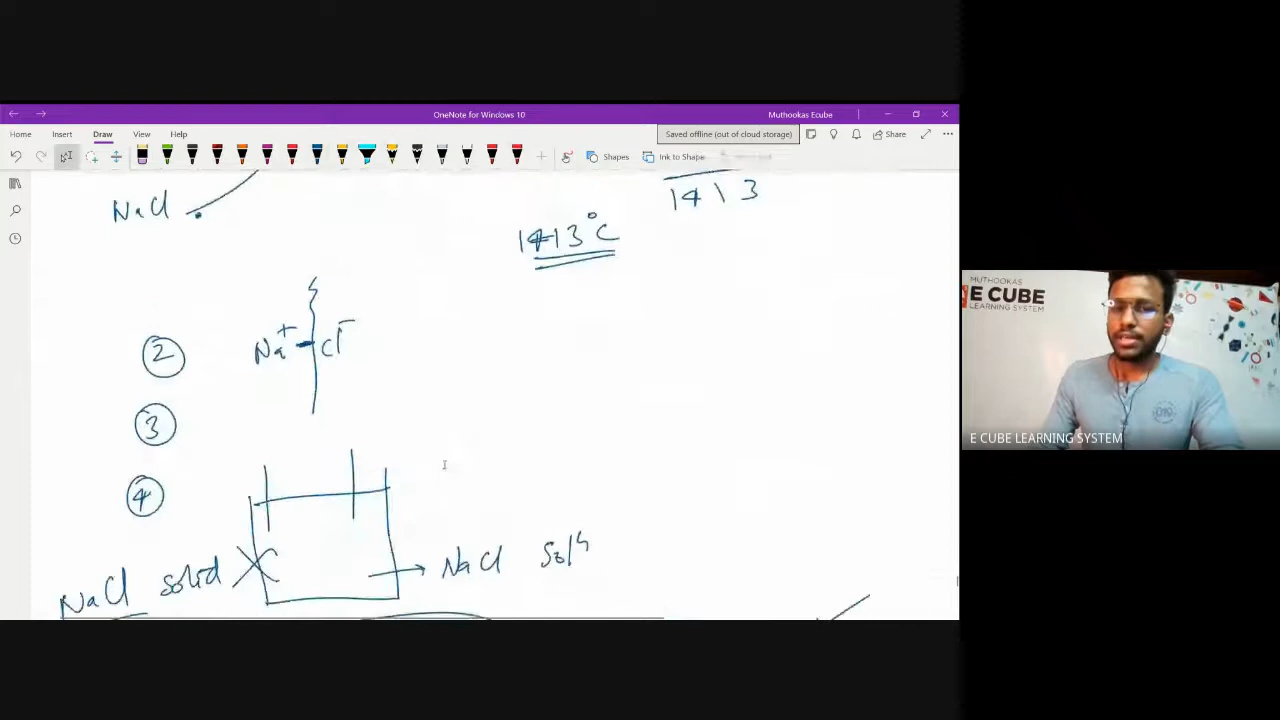 OneNote for Windows 10
Muthookas Ecube
Home Insert Draw View Help
Saved offline (out of cloud storage)
Share
Shapes
Ink to Shape
NaCl
1413
1413°C
② Na⁺ Cl⁻
③
④
NaCl solid
NaCl Sol
MUTHOOKAS
E CUBE
LEARNING SYSTEM
E CUBE LEARNING SYSTEM